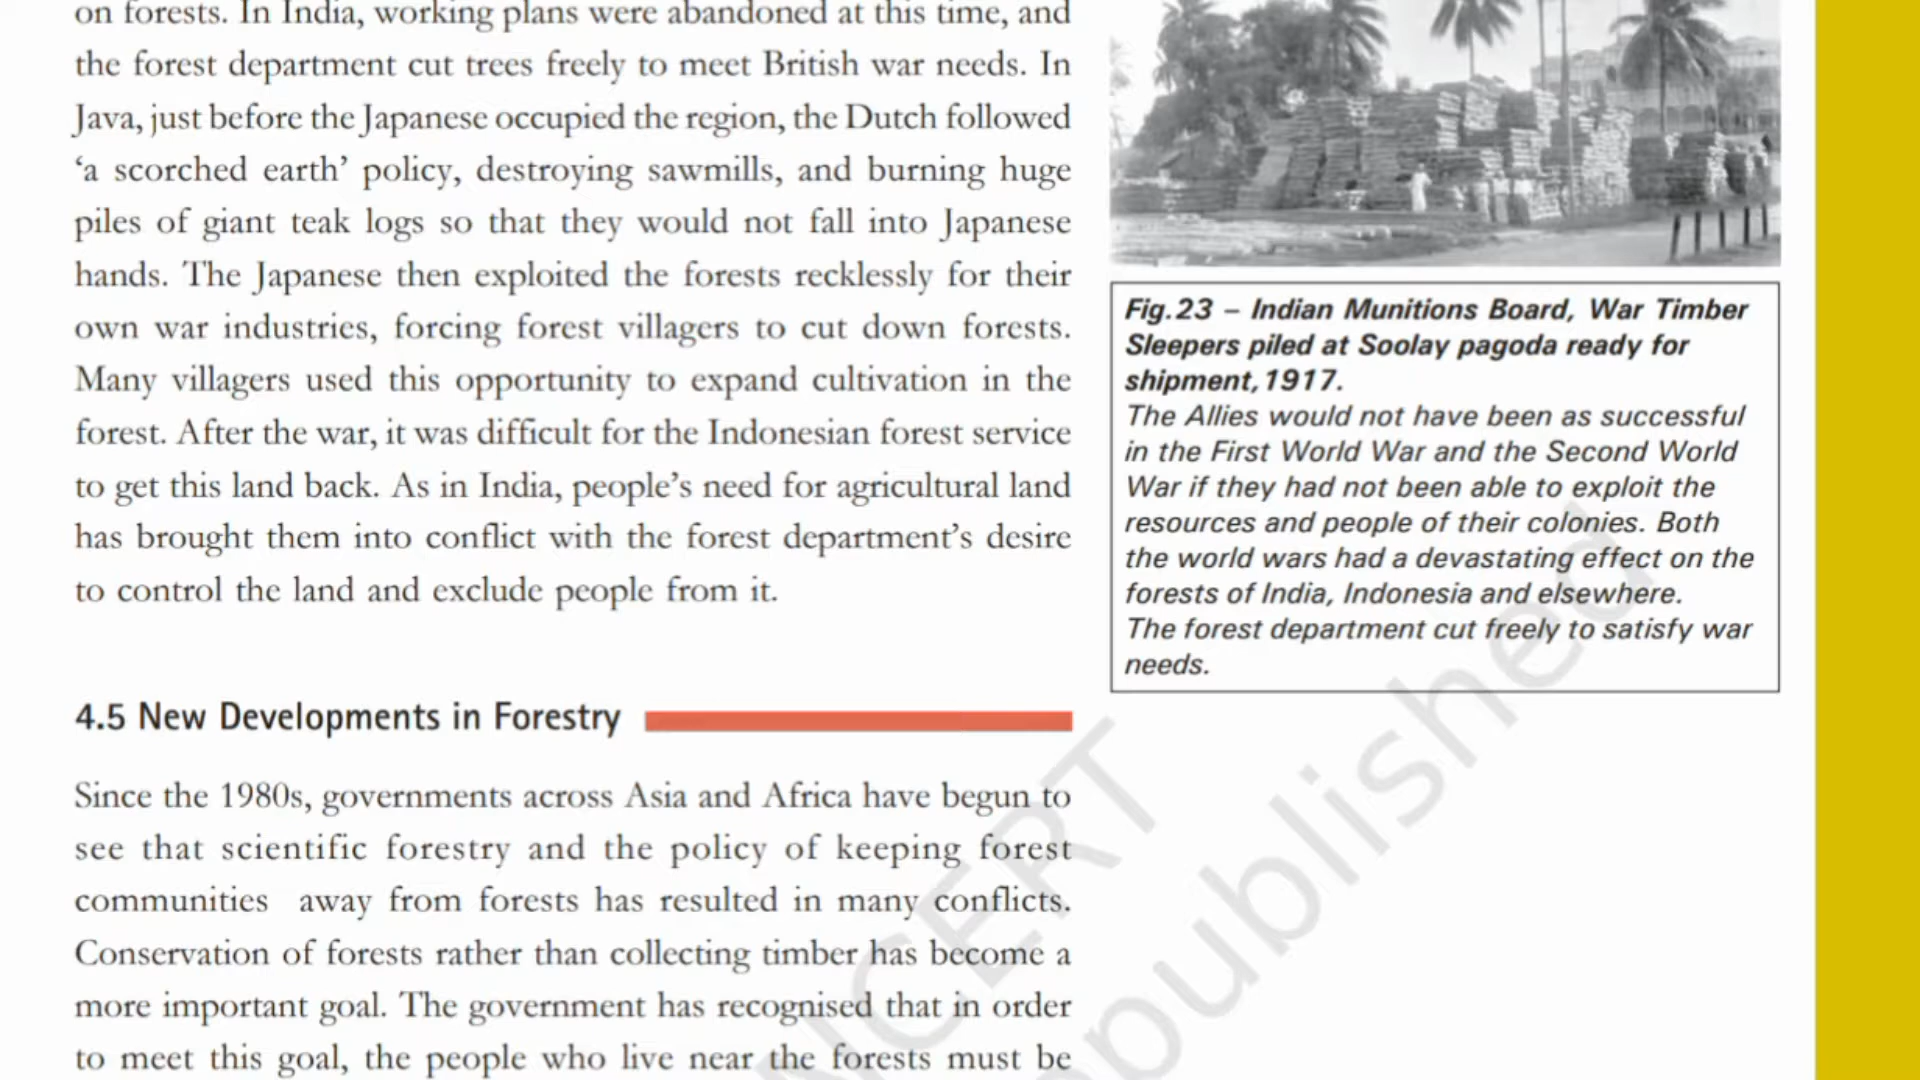 on forests. In India, working plans were abandoned at this time, and
the forest department cut trees freely to meet British war needs. In
Java, just before the Japanese occupied the region, the Dutch followed
‘a scorched earth’ policy, destroying sawmills, and burning huge
piles of giant teak logs so that they would not fall into Japanese
hands. The Japanese then exploited the forests recklessly for their
own war industries, forcing forest villagers to cut down forests.
Many villagers used this opportunity to expand cultivation in the
forest. After the war, it was difficult for the Indonesian forest service
to get this land back. As in India, people’s need for agricultural land
has brought them into conflict with the forest department’s desire
to control the land and exclude people from it.
4.5 New Developments in Forestry
Since the 1980s, governments across Asia and Africa have begun to
see that scientific forestry and the policy of keeping forest
communities away from forests has resulted in many conflicts.
Conservation of forests rather than collecting timber has become a
more important goal. The government has recognised that in order
to meet this goal, the people who live near the forests must be
Fig.23 – Indian Munitions Board, War Timber
Sleepers piled at Soolay pagoda ready for
shipment,1917.
The Allies would not have been as successful
in the First World War and the Second World
War if they had not been able to exploit the
resources and people of their colonies. Both
the world wars had a devastating effect on the
forests of India, Indonesia and elsewhere.
The forest department cut freely to satisfy war
needs.
NCERT
published